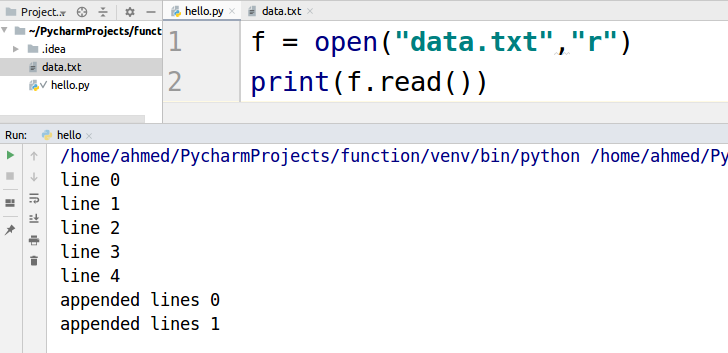 Project...
hello.py
data.txt
~/PycharmProjects/funct
.idea
data.txt
hello.py
1 f = open("data.txt","r")
2 print(f.read())
Run: hello
/home/ahmed/PycharmProjects/function/venv/bin/python /home/ahmed/Py
line 0
line 1
line 2
line 3
line 4
appended lines 0
appended lines 1